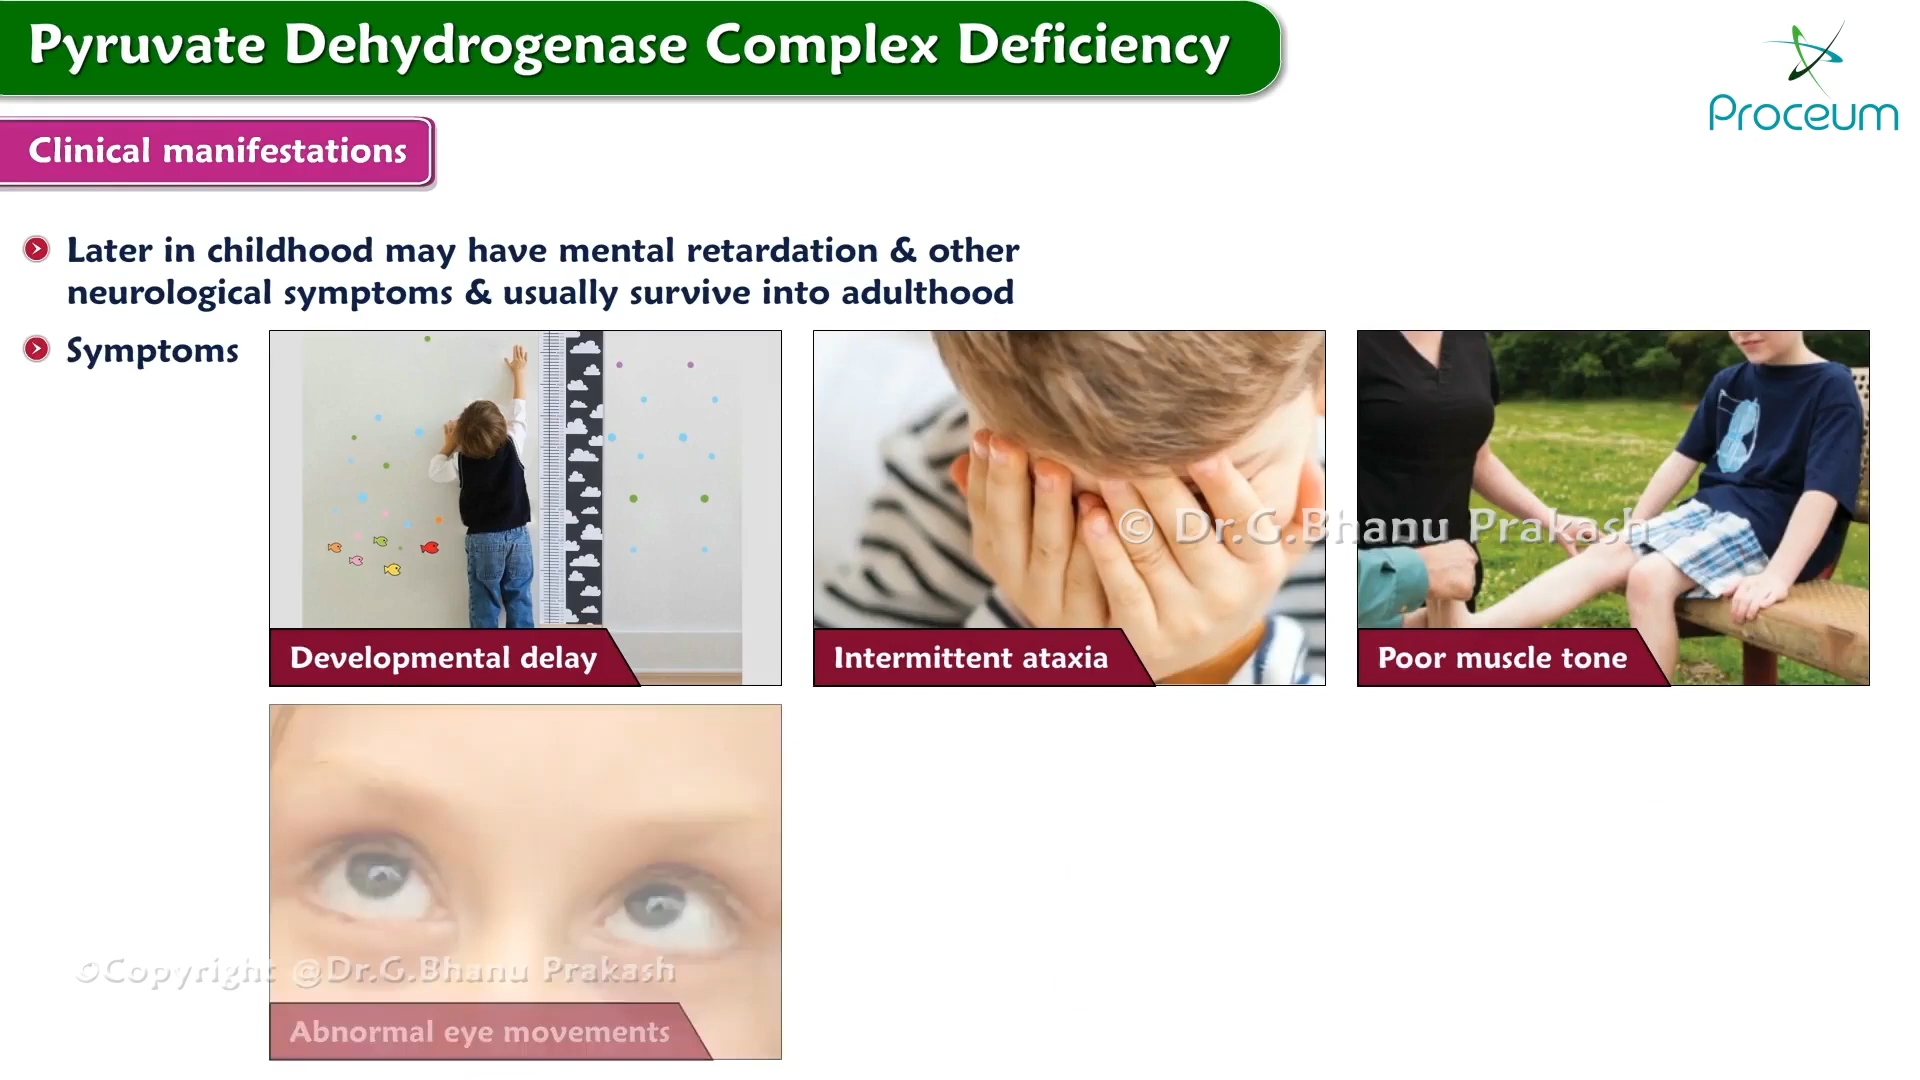 Pyruvate Dehydrogenase Complex Deficiency
Proceum
Clinical manifestations
Later in childhood may have mental retardation & other
neurological symptoms & usually survive into adulthood
Symptoms
© Dr.G.Bhanu Prakash
Developmental delay
Intermittent ataxia
Poor muscle tone
©Copyright @Dr.G.Bhanu Prakash
Abnormal eye movements